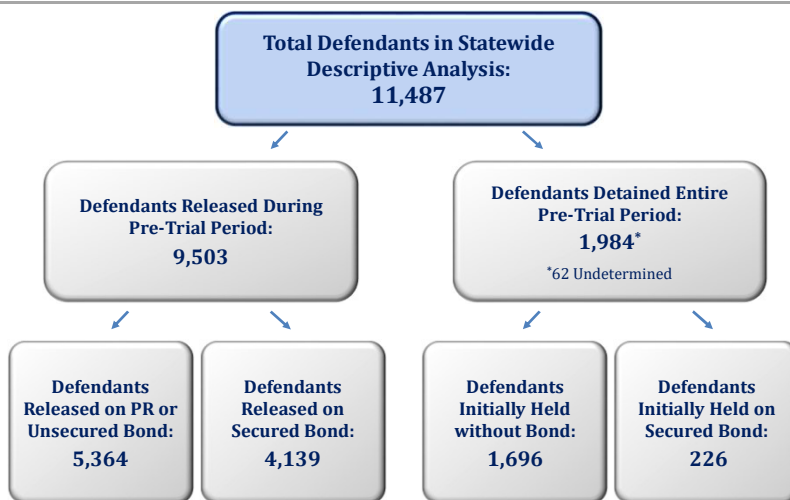 Total Defendants in Statewide
Descriptive Analysis:
11,487
Defendants Released During
Pre-Trial Period:
9,503
Defendants Detained Entire
Pre-Trial Period:
1,984*
*62 Undetermined
Defendants
Released on PR or
Unsecured Bond:
5,364
Defendants
Released on
Secured Bond:
4,139
Defendants
Initially Held
without Bond:
1,696
Defendants
Initially Held on
Secured Bond:
226